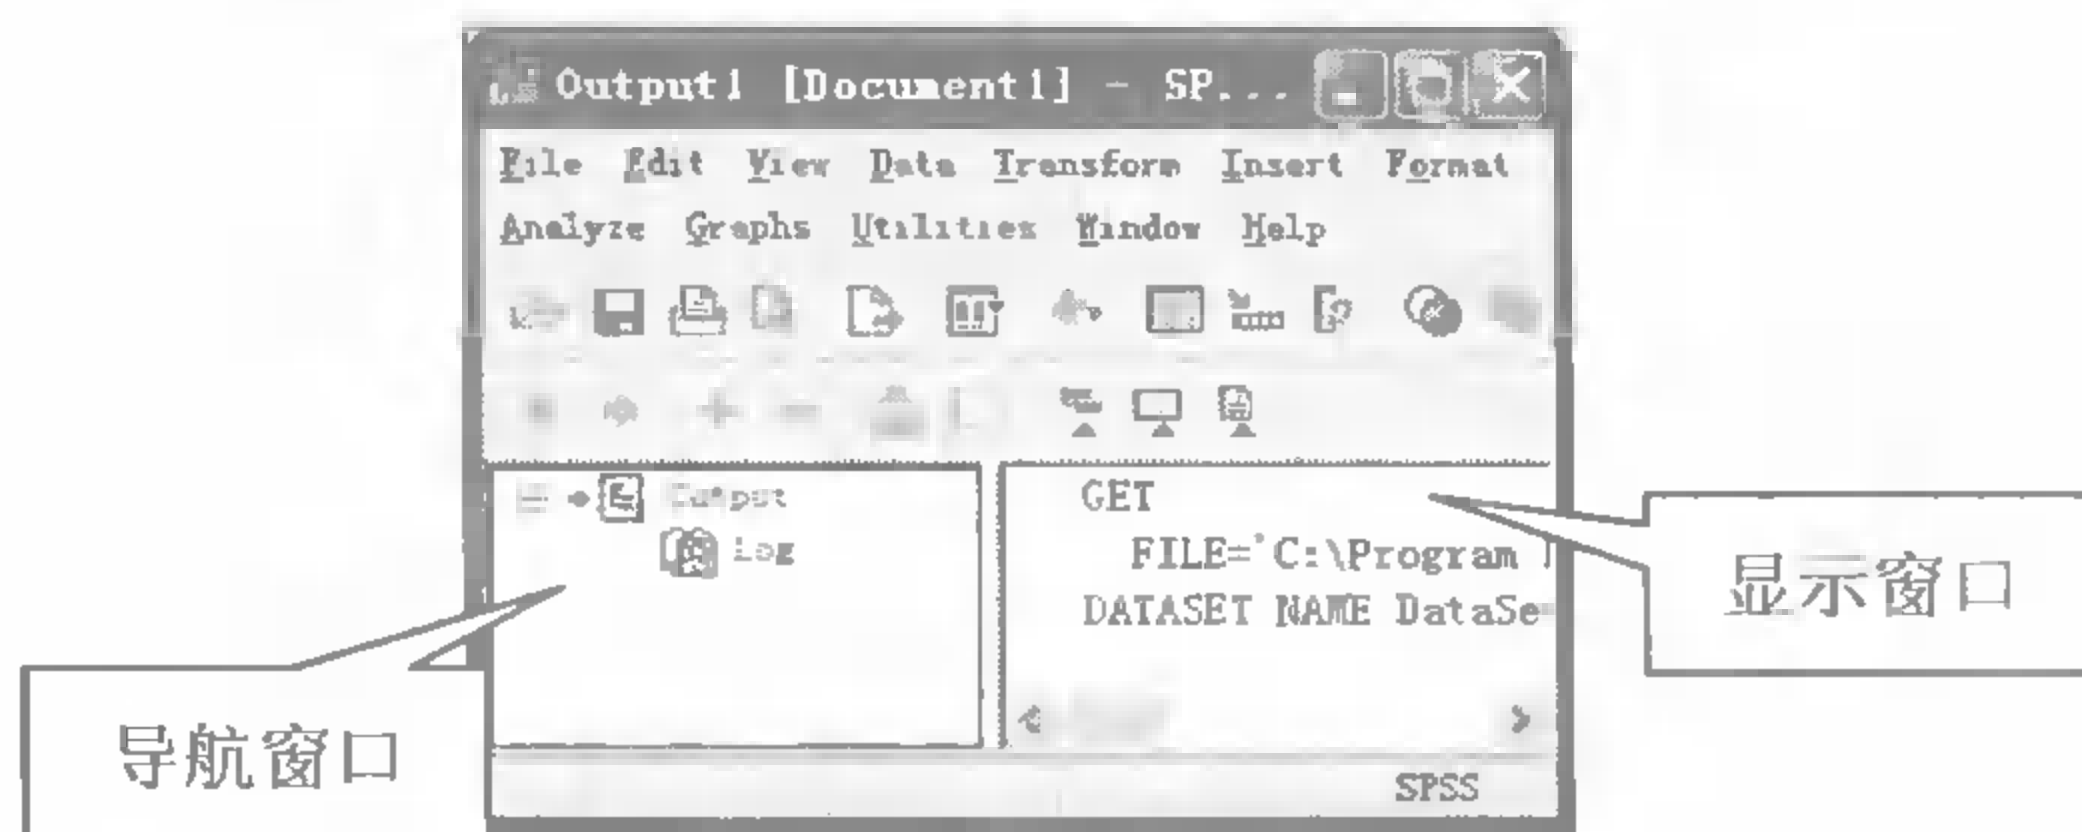 Output1 [Document1] - SP...
File Edit View Data Transform Insert Format
Analyze Graphs Utilities Window Help
Output
Log
GET
FILE='C:\Program
DATASET NAME DataSe
显示窗口
导航窗口
SPSS